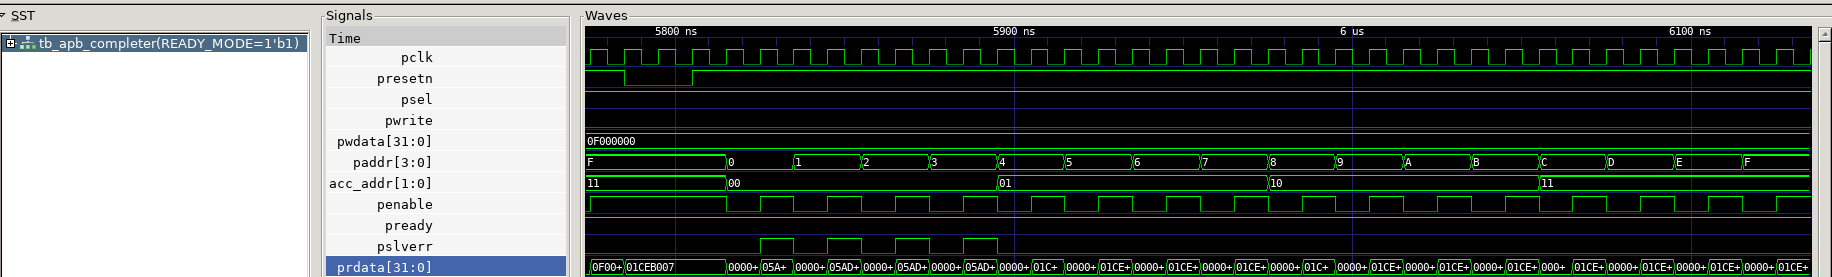 SST
tb_apb_completer(READY_MODE=1'b1)
Signals
Time
pclk
presetn
psel
pwrite
pwdata[31:0]
paddr[3:0]
acc_addr[1:0]
penable
pready
pslverr
prdata[31:0]
Waves
5800 ns 5900 ns 6 us 6100 ns
0F000000
F 0 1 2 3 4 5 6 7 8 9 A B C D E F
11 00 01 10 11
0F00+ 01CEB007 0000+ 05A+ 0000+ 05AD+ 0000+ 05AD+ 0000+ 05AD+ 0000+ 01C+ 0000+ 01CE+ 0000+ 01CE+ 0000+ 01CE+ 0000+ 01C+ 0000+ 01CE+ 0000+ 01CE+ 0000+ 01CE+ 000+ 01CE+ 0000+ 01CE+ 0000+ 01CE+ 0000+ 01CE+